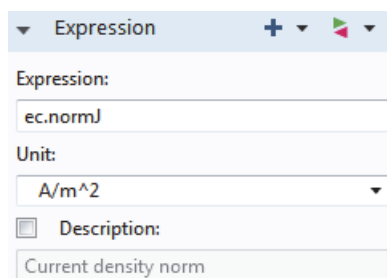 Expression
Expression:
ec.normJ
Unit:
A/m^2
Description:
Current density norm